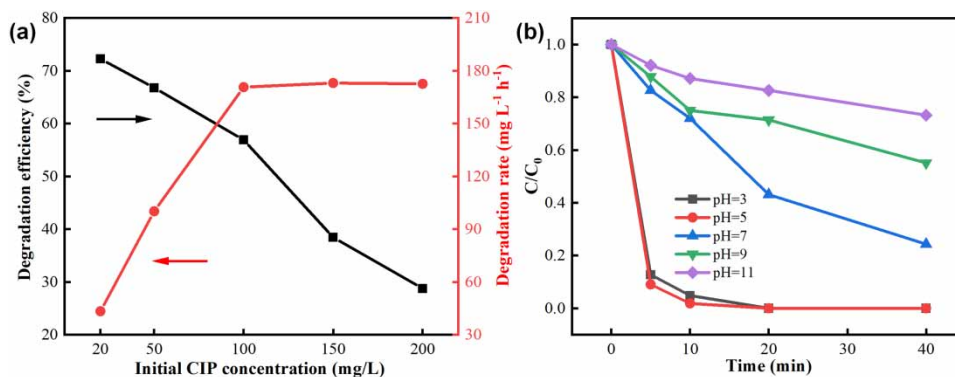 (a)
80
70
60
50
40
30
20
Degradation efficiency (%)
20 50 100 150 200
Initial CIP concentration (mg/L)
210
180
150
120
90
60
30
Degradation rate (mg L⁻¹ h⁻¹)
(b)
1.0
0.8
0.6
0.4
0.2
0.0
C/C₀
pH=3
pH=5
pH=7
pH=9
pH=11
0 10 20 30 40
Time (min)